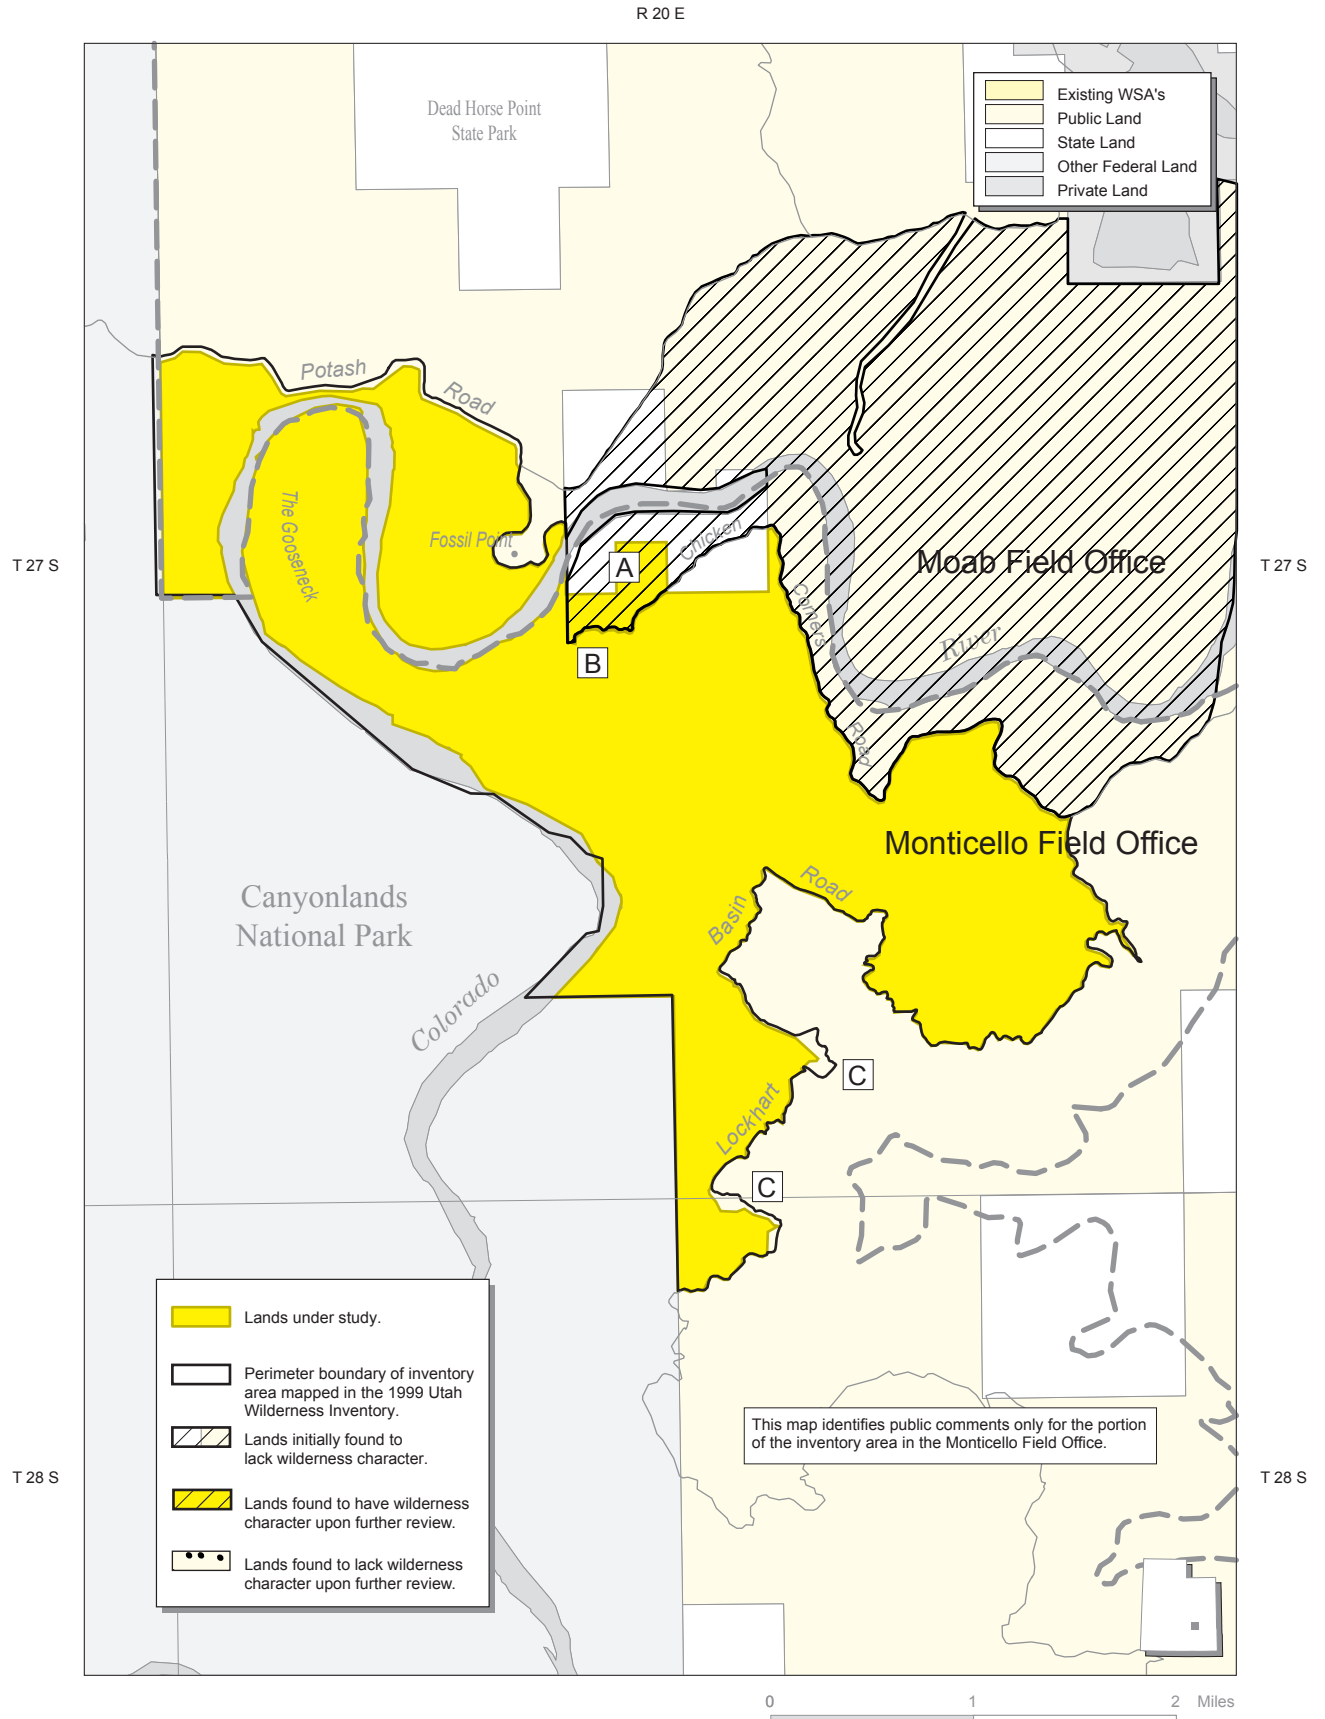 R 20 E
Dead Horse Point
State Park
Existing WSA's
Public Land
State Land
Other Federal Land
Private Land
Potash
Road
The Gooseneck
Fossil Point
Chicken
Corners
Road
A
B
T 27 S
T 27 S
Moab Field Office
River
Monticello Field Office
Canyonlands
National Park
Colorado
Basin
Road
Lockhart
C
C
Lands under study.
Perimeter boundary of inventory
area mapped in the 1999 Utah
Wilderness Inventory.
Lands initially found to
lack wilderness character.
Lands found to have wilderness
character upon further review.
Lands found to lack wilderness
character upon further review.
This map identifies public comments only for the portion
of the inventory area in the Monticello Field Office.
T 28 S
T 28 S
0 1 2 Miles